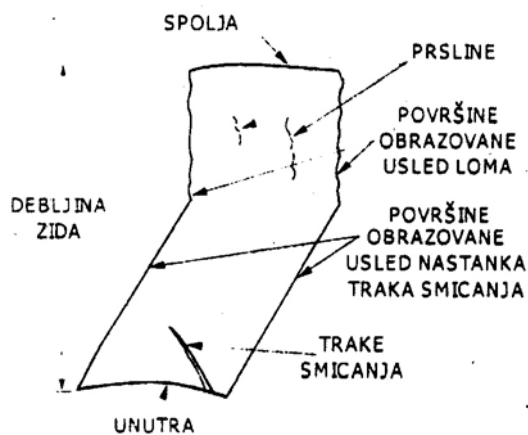 SPOLJA
PRSLINE
POVRŠINE
OBRAZOVANE
USLED LOMA
DEBLJINA
ZIDA
POVRŠINE
OBRAZOVANE
USLED NASTANKA
TRAKA SMICANJA
TRAKE
SMICANJA
UNUTRA